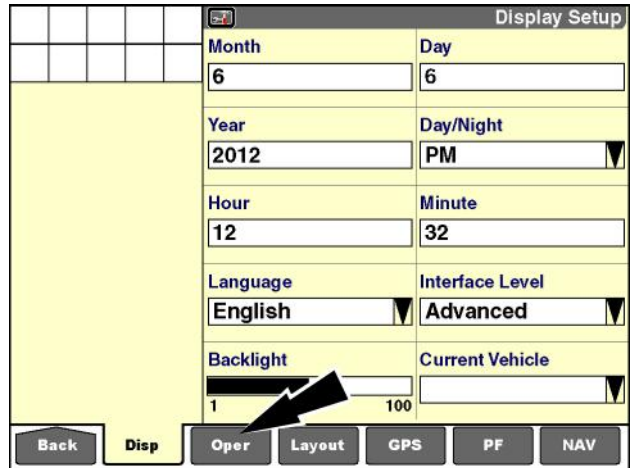 Display Setup
Month Day
6 6
Year Day/Night
2012 PM
Hour Minute
12 32
Language Interface Level
English Advanced
Backlight Current Vehicle
1 100
Back Disp Oper Layout GPS PF NAV